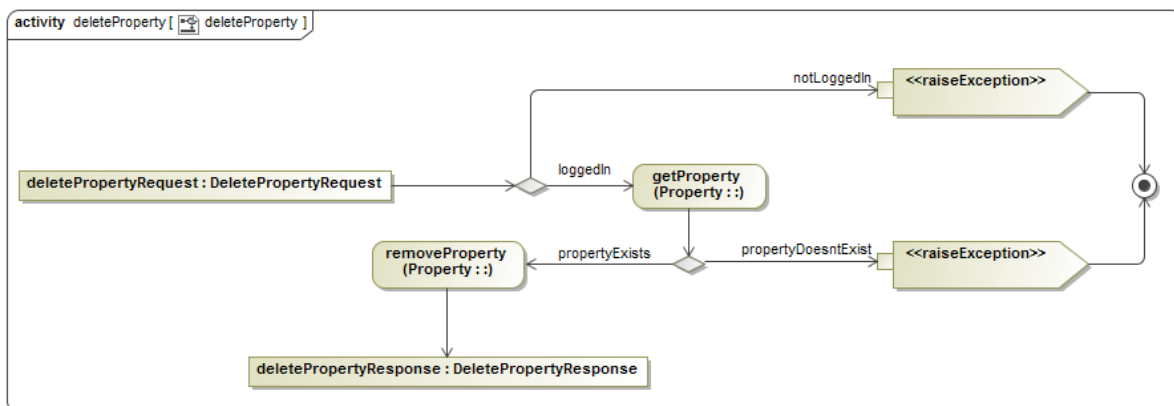 activity deleteProperty [ deleteProperty ]
notLoggedIn
<<raiseException>>
deletePropertyRequest : DeletePropertyRequest
loggedIn
getProperty
(Property : :)
removeProperty
(Property : :)
propertyExists
propertyDoesntExist
<<raiseException>>
deletePropertyResponse : DeletePropertyResponse